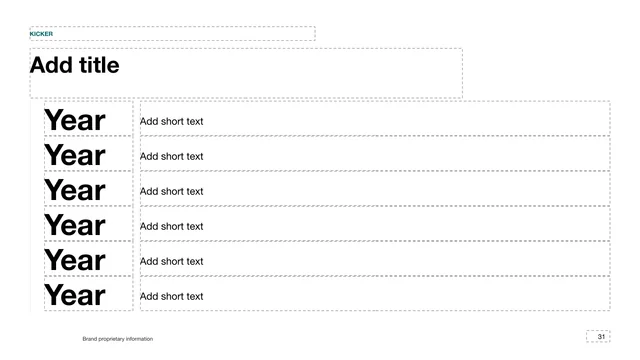 KICKER
Add title
Year
Add short text
Year
Add short text
Year
Add short text
Year
Add short text
Year
Add short text
Year
Add short text
Brand proprietary information
31